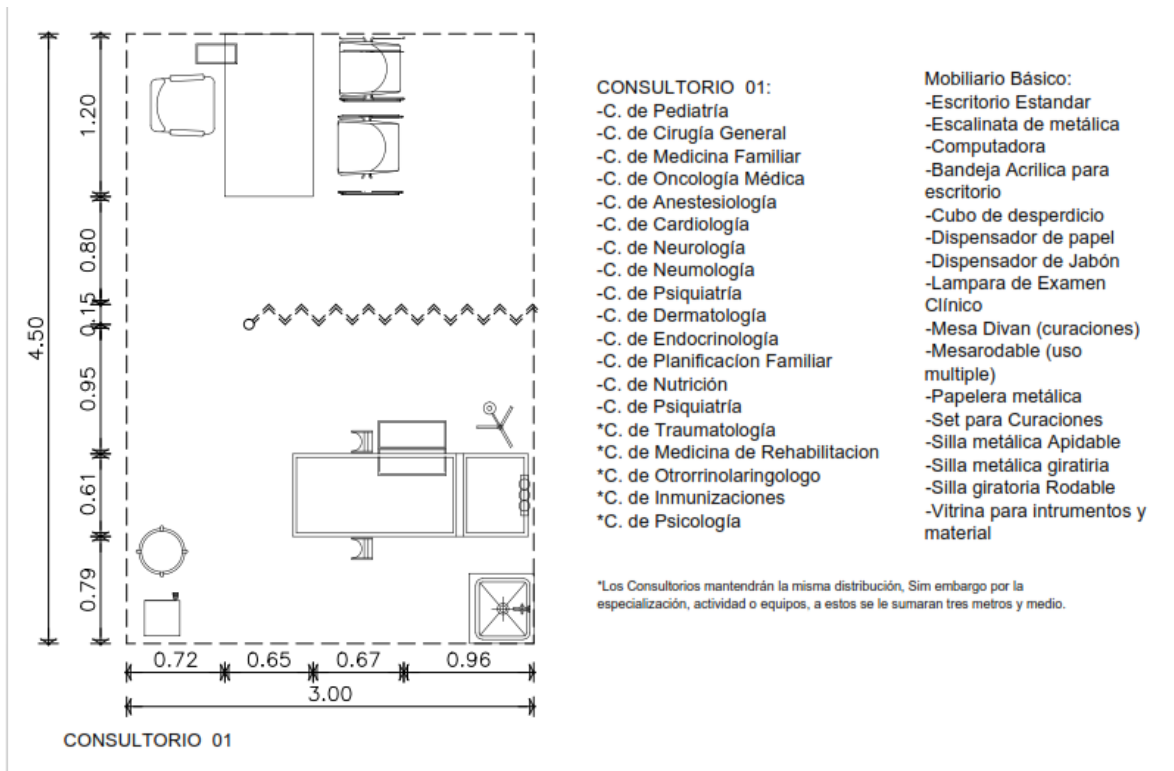 4.50
1.20
0.80
0.15
0.95
0.61
0.79
0.72
0.65
0.67
0.96
3.00
CONSULTORIO 01
CONSULTORIO 01:
-C. de Pediatría
-C. de Cirugía General
-C. de Medicina Familiar
-C. de Oncología Médica
-C. de Anestesiología
-C. de Cardiología
-C. de Neurología
-C. de Neumología
-C. de Psiquiatría
-C. de Dermatología
-C. de Endocrinología
-C. de Planificacíon Familiar
-C. de Nutrición
-C. de Psiquiatría
*C. de Traumatología
*C. de Medicina de Rehabilitacion
*C. de Otrorrinolaringologo
*C. de Inmunizaciones
*C. de Psicología
Mobiliario Básico:
-Escritorio Estandar
-Escalinata de metálica
-Computadora
-Bandeja Acrilica para
escritorio
-Cubo de desperdicio
-Dispensador de papel
-Dispensador de Jabón
-Lampara de Examen
Clínico
-Mesa Divan (curaciones)
-Mesarodable (uso
multiple)
-Papelera metálica
-Set para Curaciones
-Silla metálica Apidable
-Silla metálica giratiria
-Silla giratoria Rodable
-Vitrina para intrumentos y
material
*Los Consultorios mantendrán la misma distribución, Sim embargo por la
especialización, actividad o equipos, a estos se le sumaran tres metros y medio.